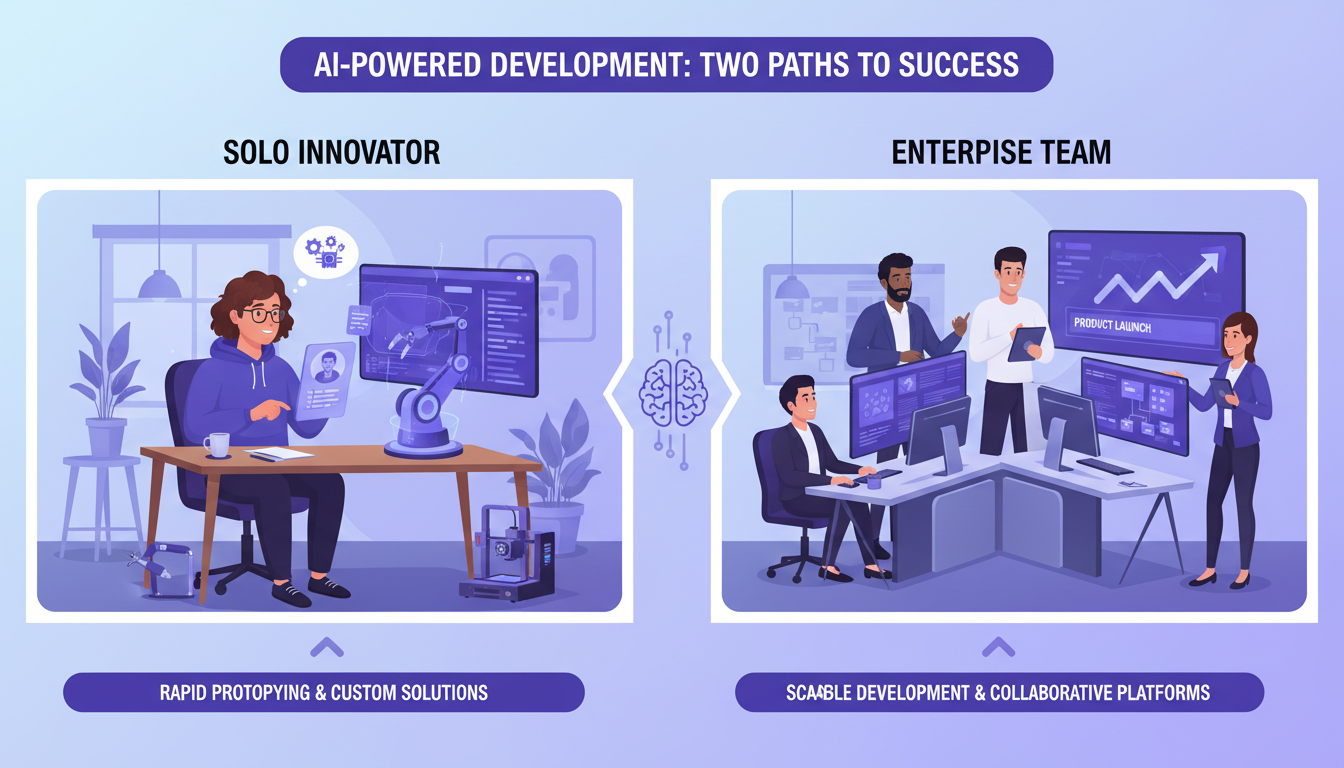 AI-POWERED DEVELOPMENT: TWO PATHS TO SUCCESS
SOLO INNOVATOR
ENTERPISE TEAM
PRODUCT LAUNCH
RAPID PROTOPYING & CUSTOM SOLUTIONS
DEVELOPMENT & COLLABORATIVE PLATFORMS